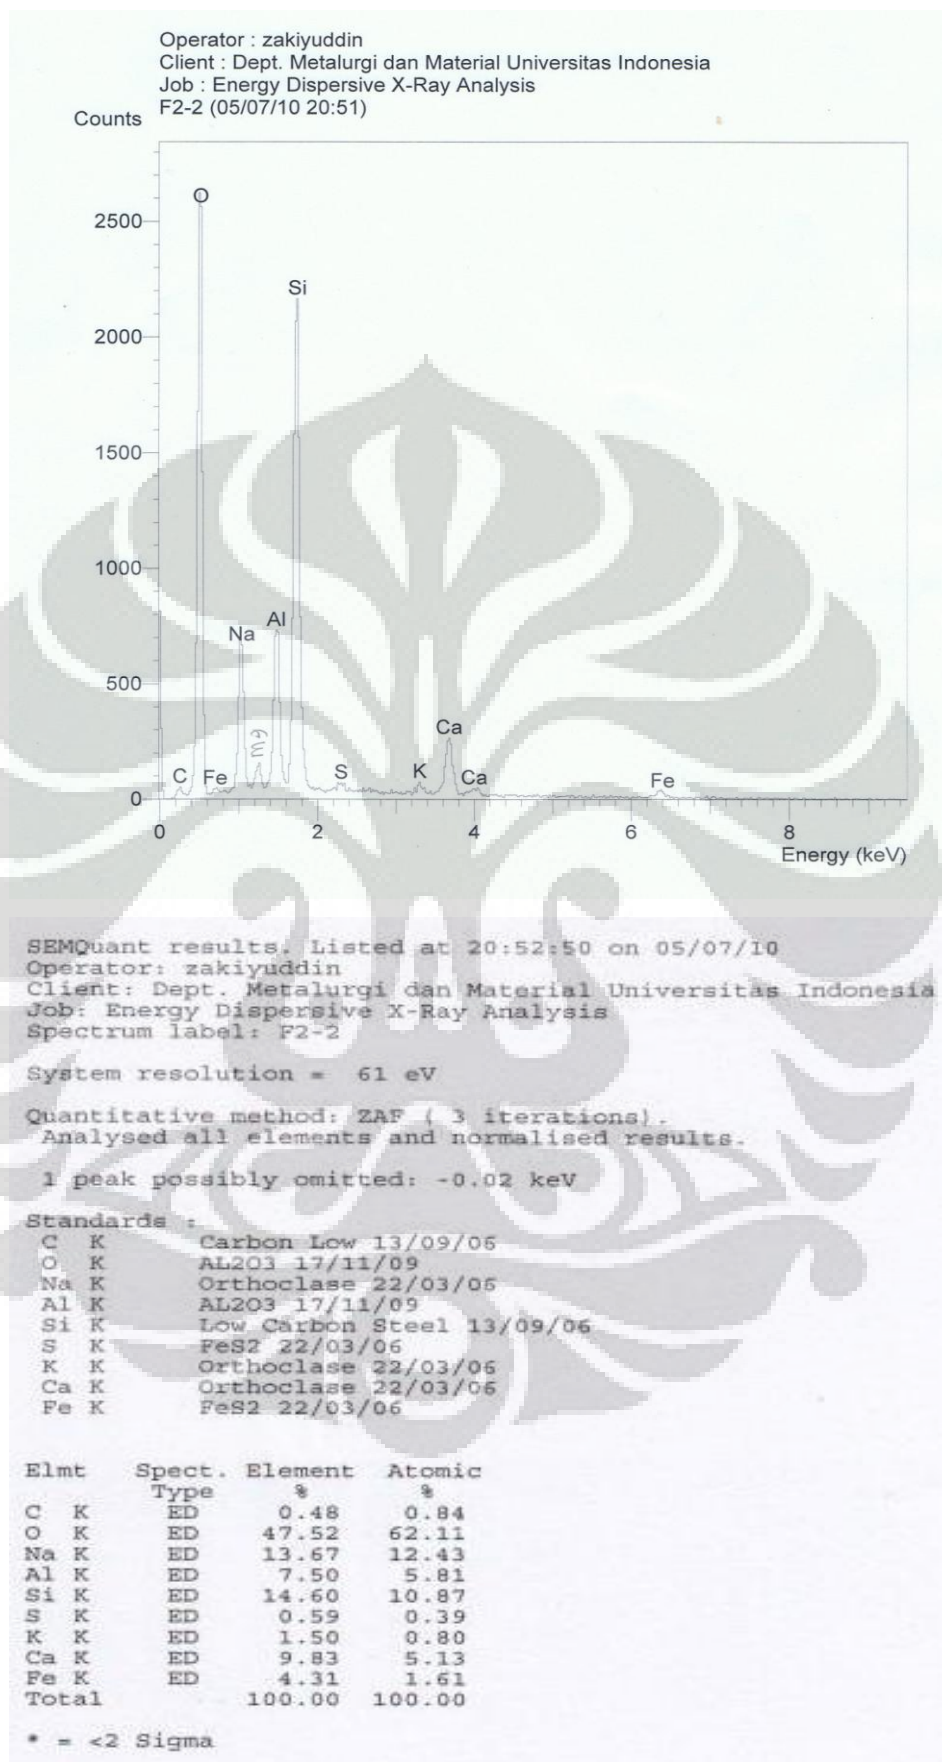 Operator : zakiyuddin
Client : Dept. Metalurgi dan Material Universitas Indonesia
Job : Energy Dispersive X-Ray Analysis
F2-2 (05/07/10 20:51)
Counts
2500
2000
1500
1000
500
0
O
Si
Al
Na
C
Fe
S
K
Ca
Ca
Fe
0 2 4 6 8
Energy (keV)
SEMQuant results. Listed at 20:52:50 on 05/07/10
Operator: zakiyuddin
Client: Dept. Metalurgi dan Material Universitas Indonesia
Job: Energy Dispersive X-Ray Analysis
Spectrum label: F2-2
System resolution = 61 eV
Quantitative method: ZAF ( 3 iterations).
Analysed all elements and normalised results.
1 peak possibly omitted: -0.02 keV
Standards :
C K Carbon Low 13/09/06
O K AL2O3 17/11/09
Na K Orthoclase 22/03/06
Al K AL2O3 17/11/09
Si K Low Carbon Steel 13/09/06
S K FeS2 22/03/06
K K Orthoclase 22/03/06
Ca K Orthoclase 22/03/06
Fe K FeS2 22/03/06
Elmt Spect. Element Atomic
Type % %
C K ED 0.48 0.84
O K ED 47.52 62.11
Na K ED 13.67 12.43
Al K ED 7.50 5.81
Si K ED 14.60 10.87
S K ED 0.59 0.39
K K ED 1.50 0.80
Ca K ED 9.83 5.13
Fe K ED 4.31 1.61
Total 100.00 100.00
* = <2 Sigma